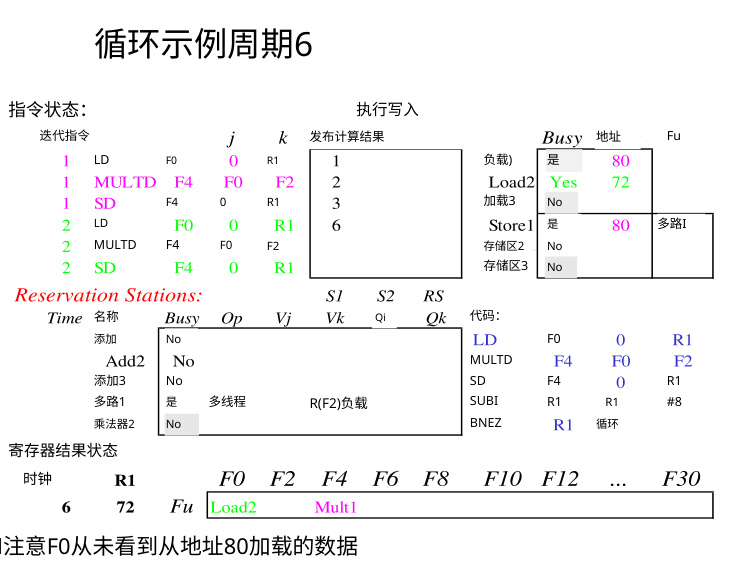 循环示例周期6
指令状态: 执行写入
迭代指令 j k 发布计算结果 Busy 地址 Fu
1 LD F0 0 R1 1 负载) 是 80
1 MULTD F4 F0 F2 2 Load2 Yes 72
1 SD F4 0 R1 3 加载3 No
2 LD F0 0 R1 6 Store1 是 80 多路I
2 MULTD F4 F0 F2 存储区2 No
2 SD F4 0 R1 存储区3 No
Reservation Stations: S1 S2 RS
Time 名称 Busy Op Vj Vk Qi Qk 代码:
添加 No LD F0 0 R1
Add2 No MULTD F4 F0 F2
添加3 No SD F4 0 R1
多路1 是 多线程 R(F2)负载 SUBI R1 R1 #8
乘法器2 No BNEZ R1 循环
寄存器结果状态
时钟 R1 F0 F2 F4 F6 F8 F10 F12 ... F30
6 72 Fu Load2 Mult1
注意F0从未看到从地址80加载的数据